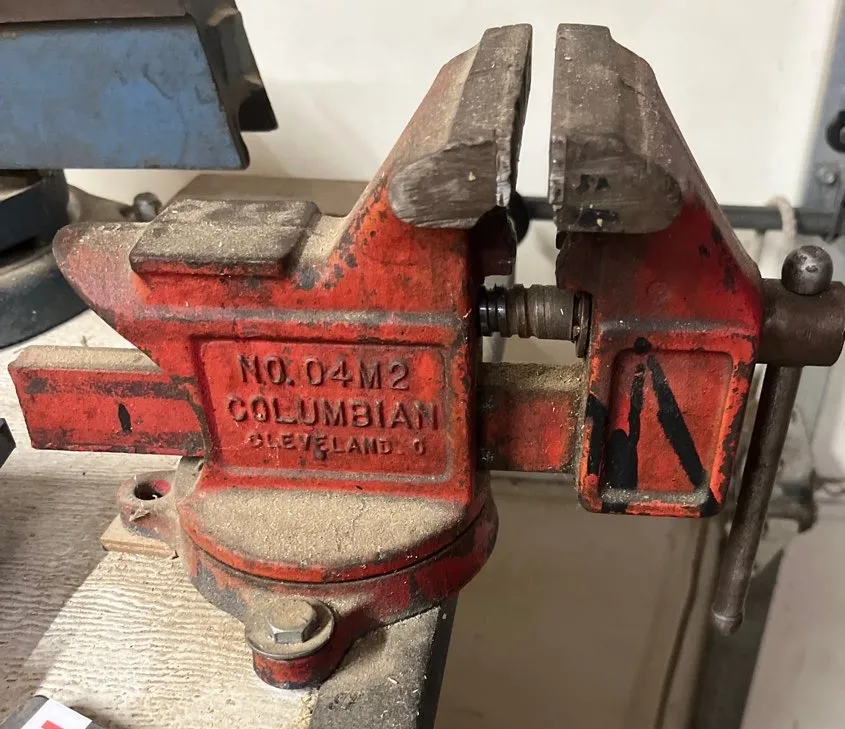 NO. 04M2
COLUMBIAN
CLEVELAND. O